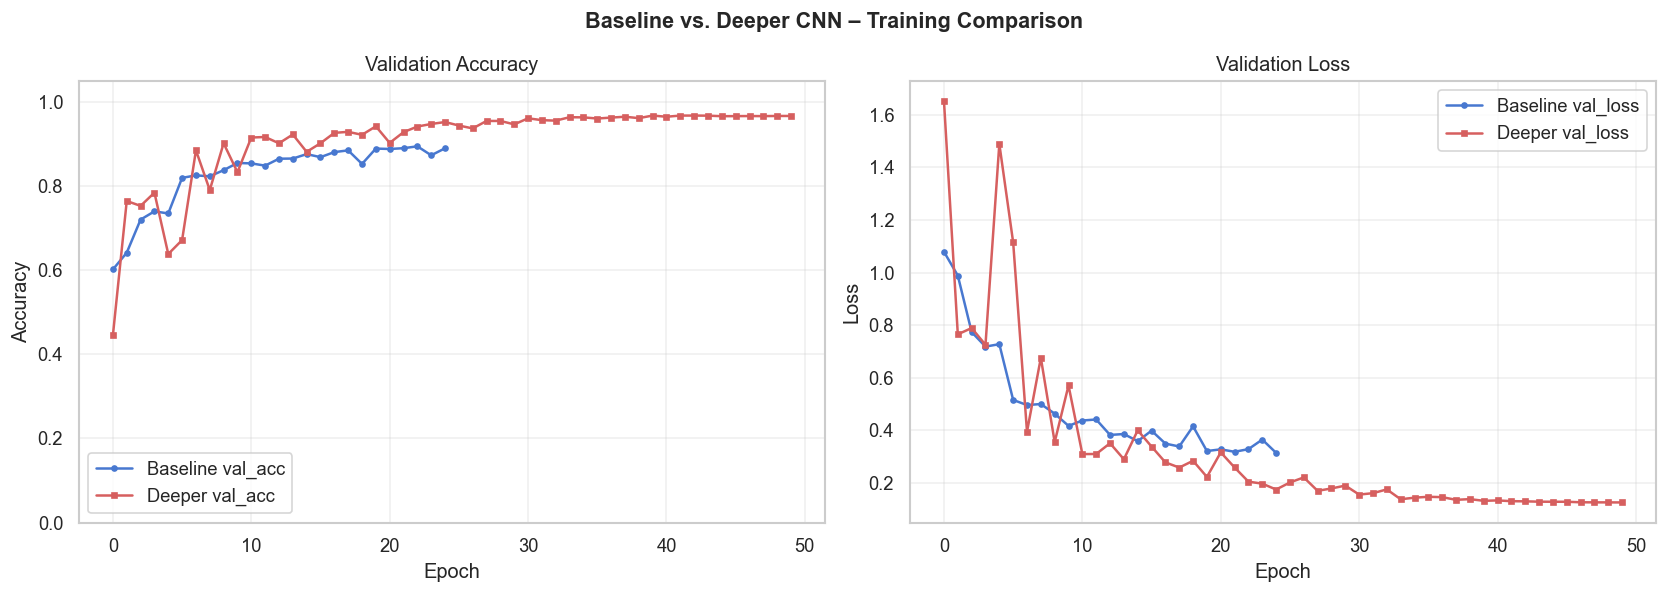 Baseline vs. Deeper CNN – Training Comparison
Validation Accuracy
1.0
0.8
0.6
0.4
0.2
0.0
Accuracy
Baseline val_acc
Deeper val_acc
0 10 20 30 40 50
Epoch
Validation Loss
1.6
1.4
1.2
1.0
0.8
0.6
0.4
0.2
Loss
Baseline val_loss
Deeper val_loss
0 10 20 30 40 50
Epoch